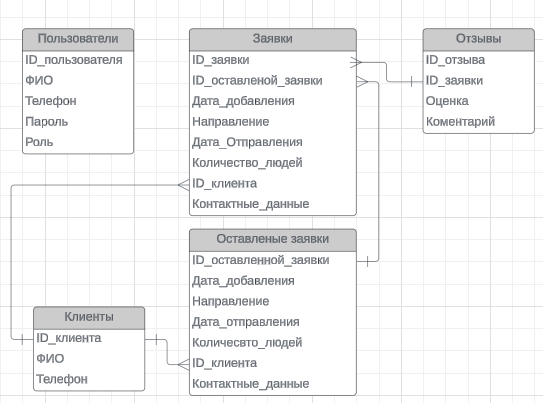 Пользователи
ID_пользователя
ФИО
Телефон
Пароль
Роль
Заявки
ID_заявки
ID_оставленой_заявки
Дата_добавления
Направление
Дата_Отправления
Количество_людей
ID_клиента
Контактные_данные
Отзывы
ID_отзыва
ID_заявки
Оценка
Коментарий
Оставленые заявки
ID_оставленной_заявки
Дата_добавления
Направление
Дата_отправления
Количесвто_людей
ID_клиента
Контактные_данные
Клиенты
ID_клиента
ФИО
Телефон